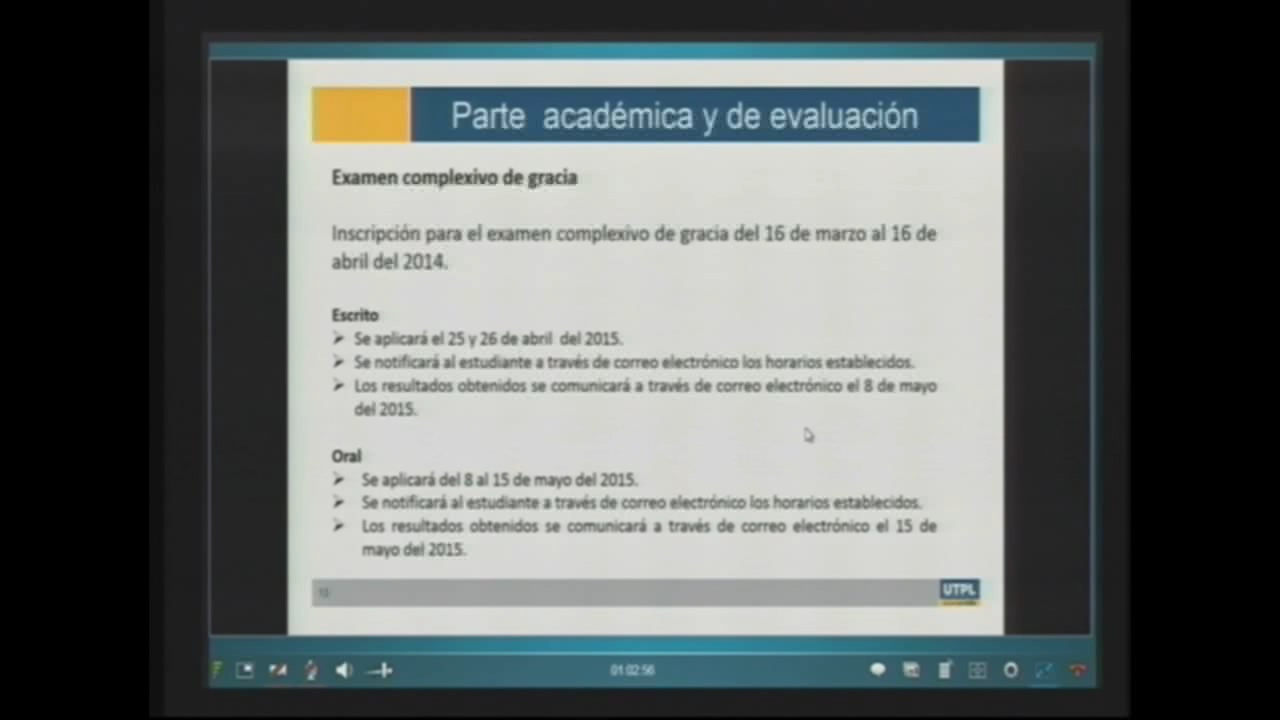 Parte académica y de evaluación
Examen complexivo de gracia
Inscripción para el examen complexivo de gracia del 16 de marzo al 16 de
abril del 2014.
Escrito
Se aplicará el 25 y 26 de abril del 2015.
Se notificará al estudiante a través de correo electrónico los horarios establecidos.
Los resultados obtenidos se comunicará a través de correo electrónico el 8 de mayo
del 2015.
Oral
Se aplicará del 8 al 15 de mayo del 2015.
Se notificará al estudiante a través de correo electrónico los horarios establecidos.
Los resultados obtenidos se comunicará a través de correo electrónico el 15 de
mayo del 2015.
UTPL
01:02:56